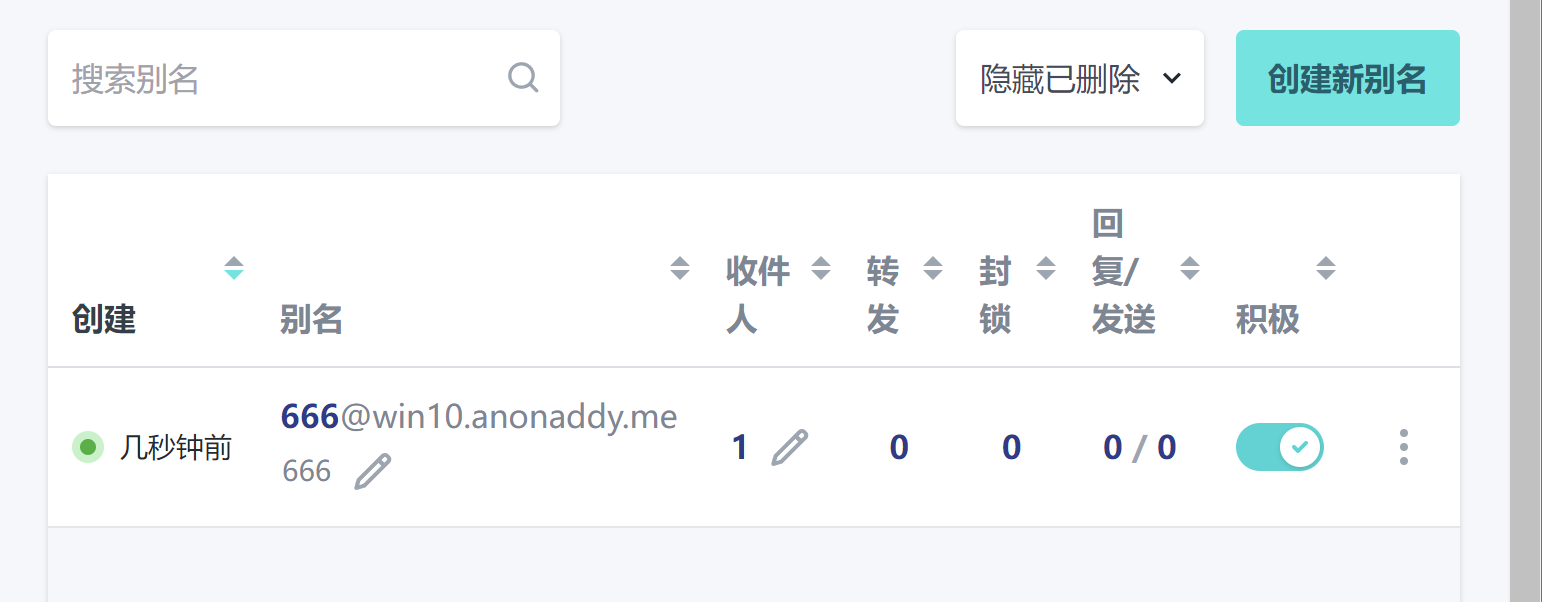 搜索别名
隐藏已删除
创建新别名
创建
别名
收件
人
转
发
封
锁
回
复/
发送
积极
几秒钟前
666@win10.anonaddy.me
666
1
0
0
0 / 0